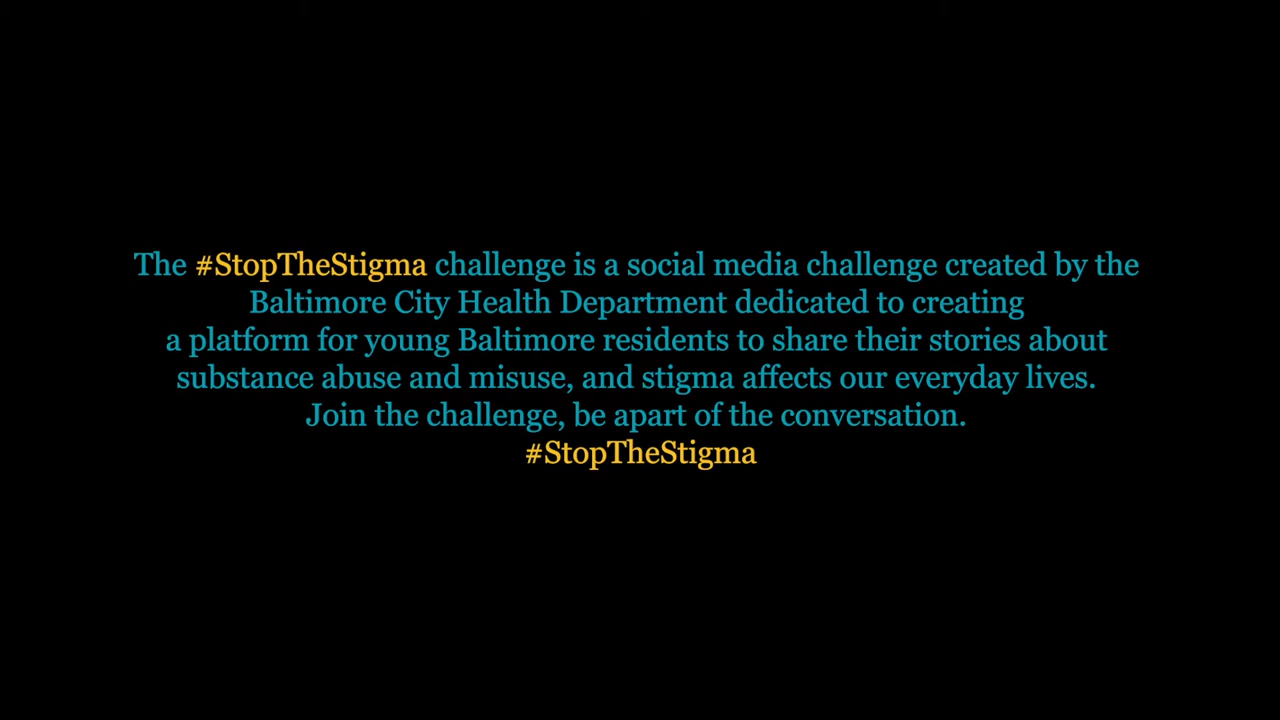 The #StopTheStigma challenge is a social media challenge created by the
Baltimore City Health Department dedicated to creating
a platform for young Baltimore residents to share their stories about
substance abuse and misuse, and stigma affects our everyday lives.
Join the challenge, be apart of the conversation.
#StopTheStigma